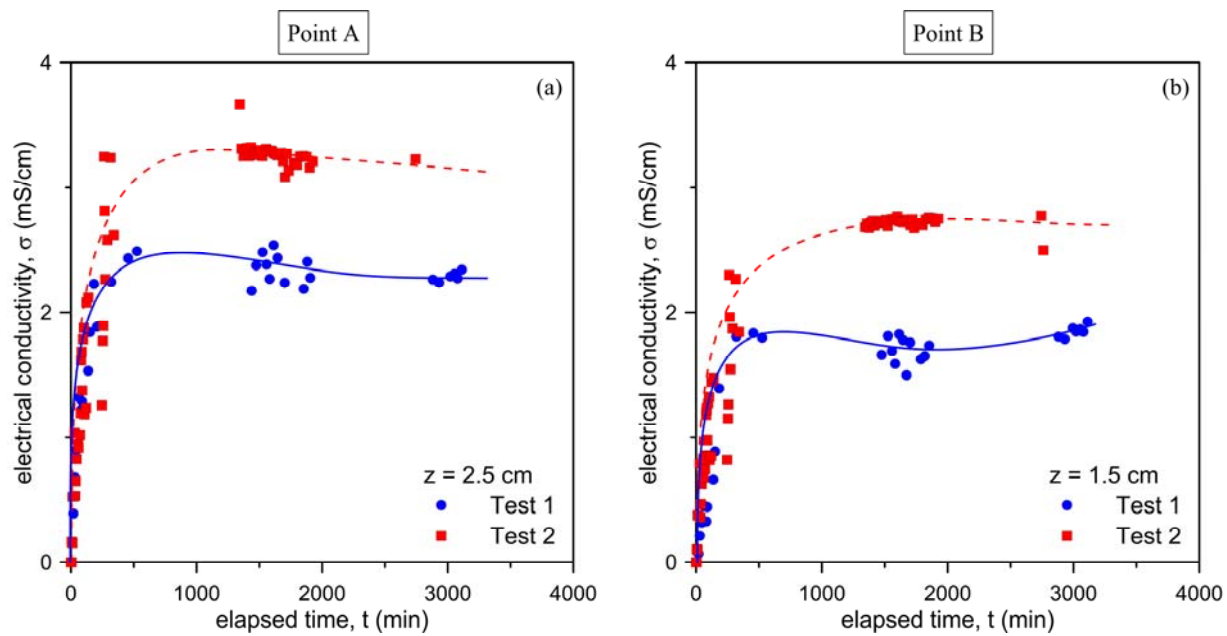 Point A
Point B
4
(a)
electrical conductivity, σ (mS/cm)
2
0
z = 2.5 cm
Test 1
Test 2
0 1000 2000 3000 4000
elapsed time, t (min)
4
(b)
electrical conductivity, σ (mS/cm)
2
0
z = 1.5 cm
Test 1
Test 2
0 1000 2000 3000 4000
elapsed time, t (min)